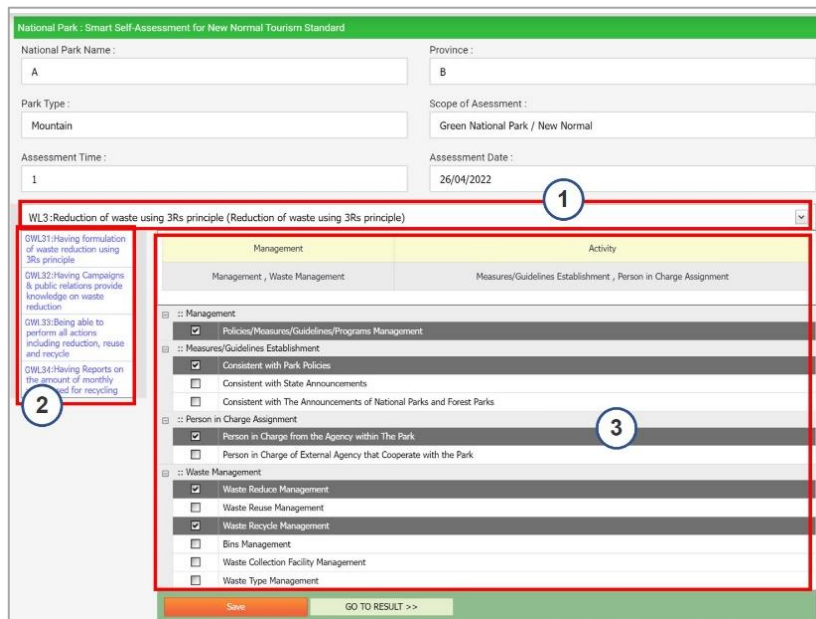 National Park : Smart Self-Assessment for New Normal Tourism Standard
National Park Name :
Province :
A
B
Park Type :
Scope of Asessment :
Mountain
Green National Park / New Normal
Assessment Time :
Assessment Date :
1
26/04/2022
1
WL3:Reduction of waste using 3Rs principle (Reduction of waste using 3Rs principle)
GWL31:Having formulation
of waste reduction using
3Rs principle
GWL32:Having Campaigns
& public relations provide
knowledge on waste
reduction
GWL33:Being able to
perform all actions
including reduction, reuse
and recycle
GWL34:Having Reports on
the amount of monthly
used for recycling
2
Management
Activity
Management , Waste Management
Measures/Guidelines Establishment , Person in Charge Assignment
:: Management
Policies/Measures/Guidelines/Programs Management
:: Measures/Guidelines Establishment
Consistent with Park Policies
Consistent with State Announcements
Consistent with The Announcements of National Parks and Forest Parks
:: Person in Charge Assignment
Person in Charge from the Agency within The Park
3
Person in Charge of External Agency that Cooperate with the Park
:: Waste Management
Waste Reduce Management
Waste Reuse Management
Waste Recycle Management
Bins Management
Waste Collection Facility Management
Waste Type Management
Save
GO TO RESULT >>